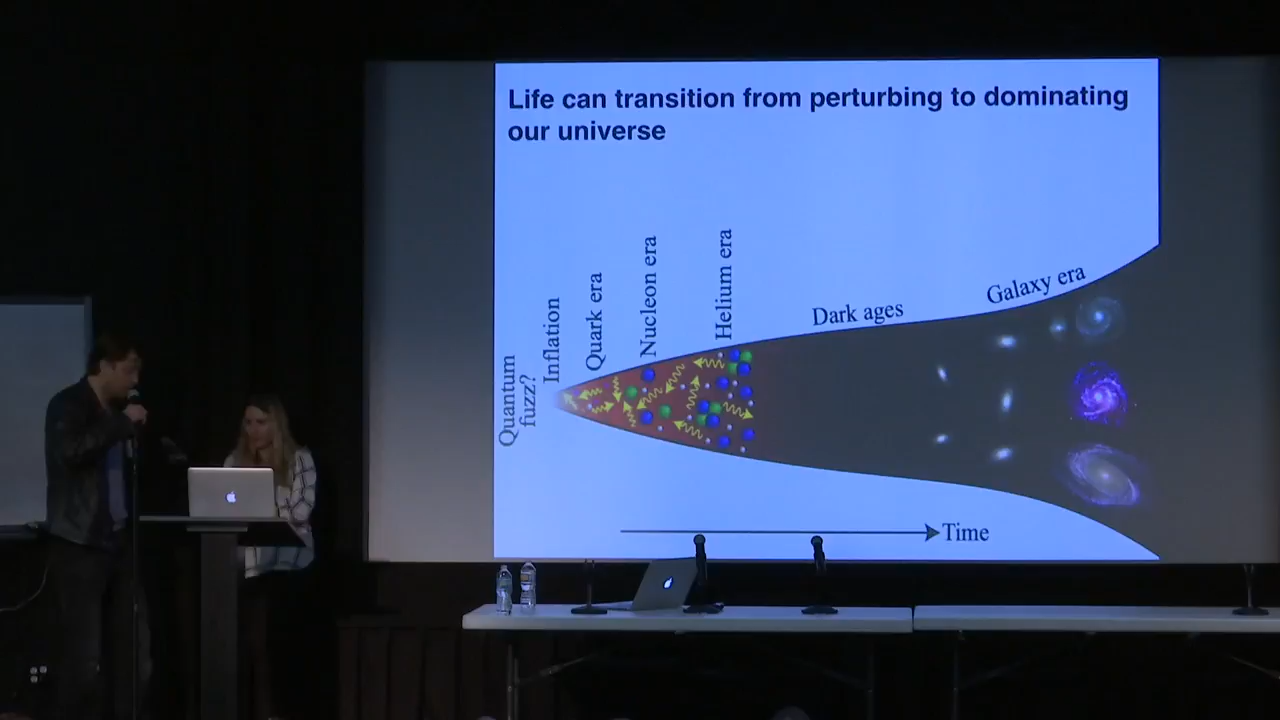 Life can transition from perturbing to dominating
our universe
Quantum
fuzz?
Inflation
Quark era
Nucleon era
Helium era
Dark ages
Galaxy era
Time